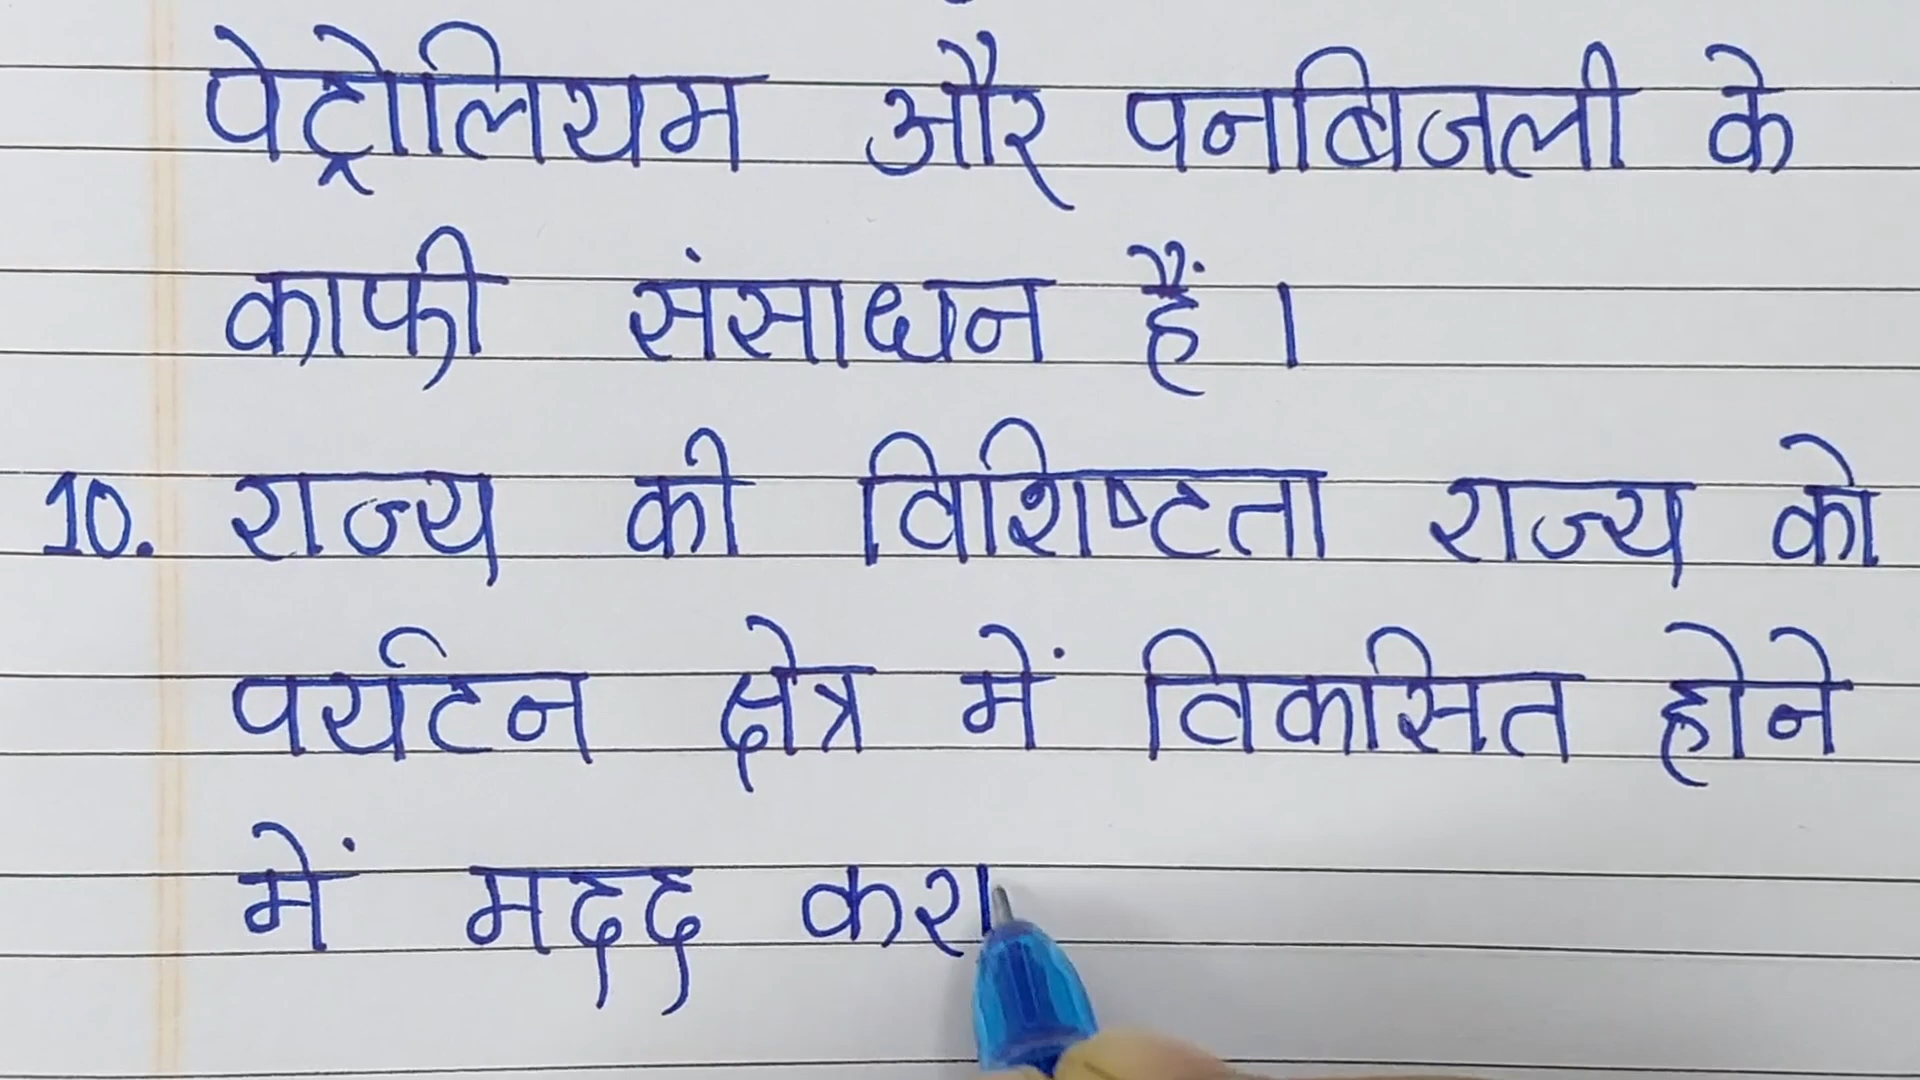 पेट्रोलियम और पनबिजली के
काफी संसाधन हैं।
10. राज्य की विशिष्टता राज्य को
पर्यटन क्षेत्र में विकसित होने
में मदद करा